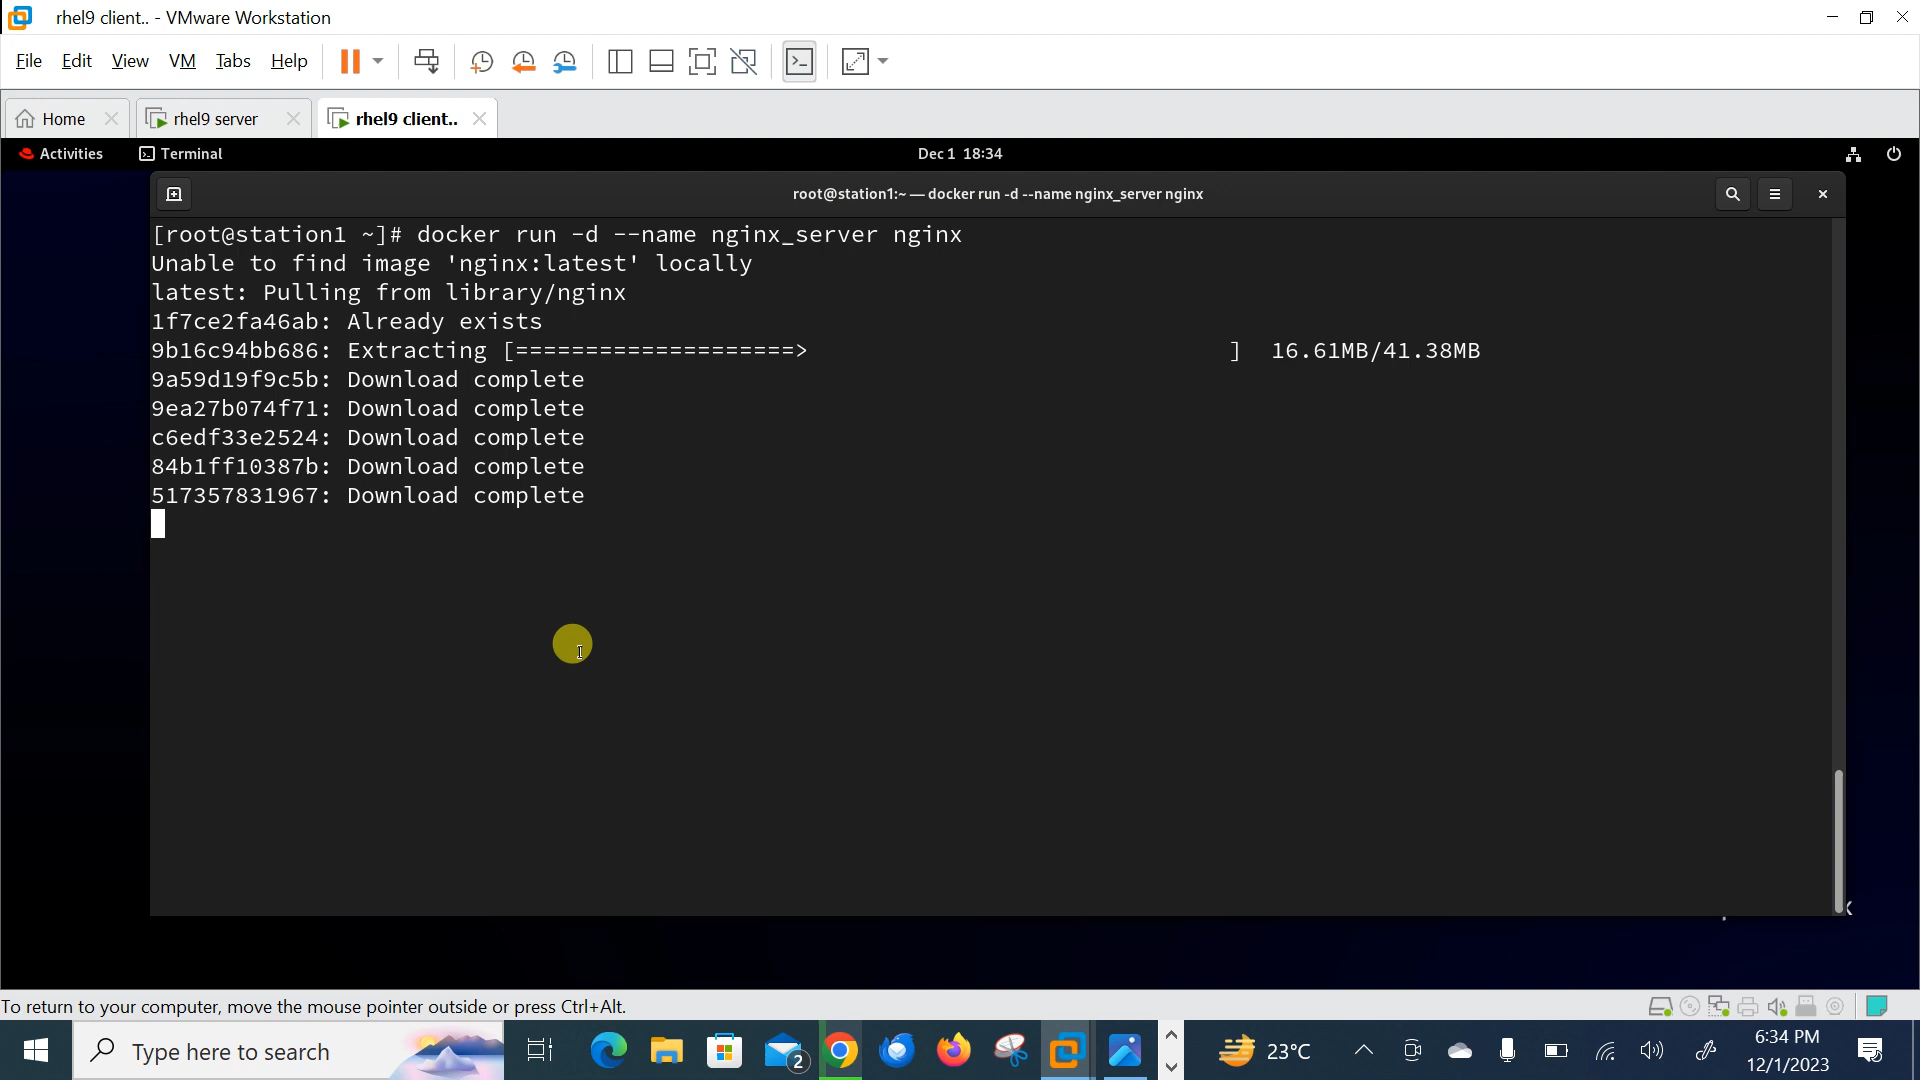 rhel9 client.. - VMware Workstation
File Edit View VM Tabs Help
Home rhel9 server rhel9 client..
Activities Terminal Dec 1 18:34
root@station1:~ — docker run -d --name nginx_server nginx
[root@station1 ~]# docker run -d --name nginx_server nginx
Unable to find image 'nginx:latest' locally
latest: Pulling from library/nginx
1f7ce2fa46ab: Already exists
9b16c94bb686: Extracting [====================> ] 16.61MB/41.38MB
9a59d19f9c5b: Download complete
9ea27b074f71: Download complete
c6edf33e2524: Download complete
84b1ff10387b: Download complete
517357831967: Download complete
To return to your computer, move the mouse pointer outside or press Ctrl+Alt.
Type here to search 2 23°C 6:34 PM
12/1/2023